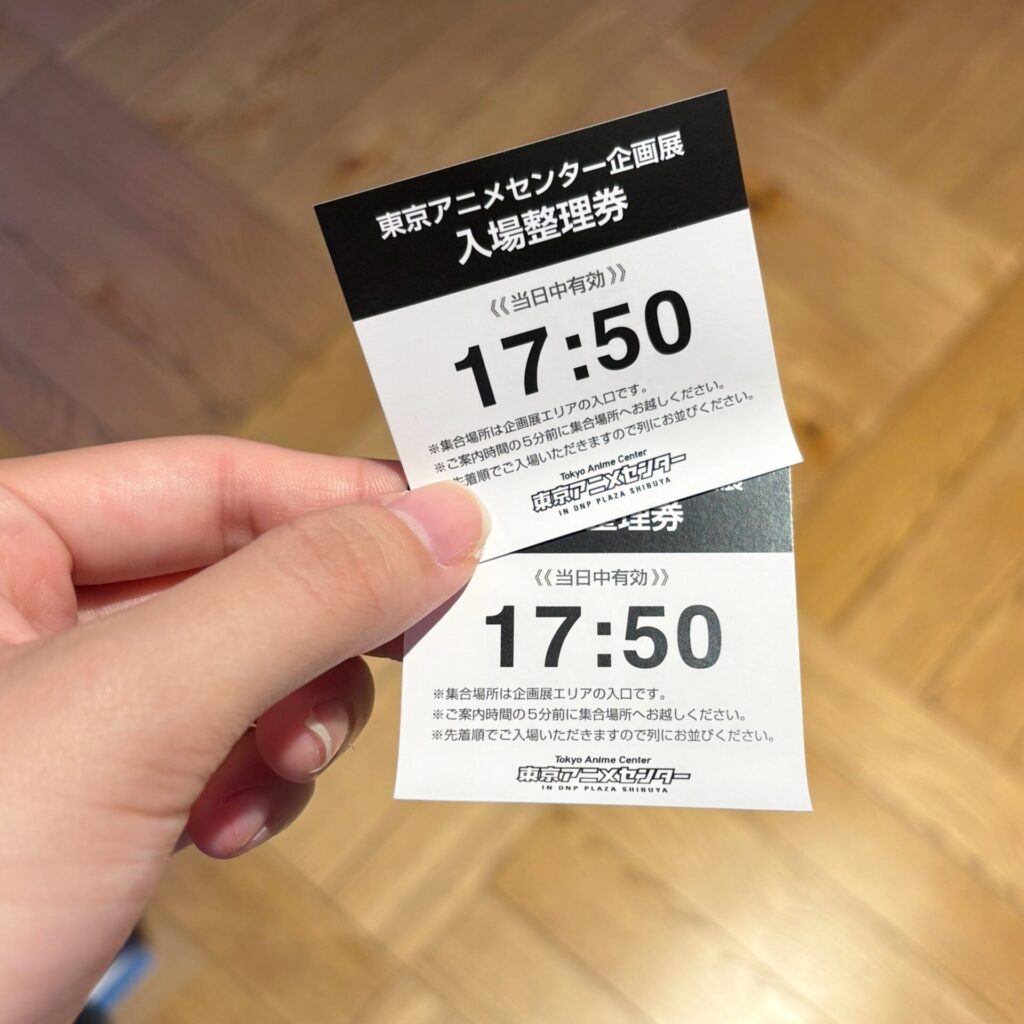 東京アニメセンター企画展
入場整理券
《《当日中有効》》
17:50
※集合場所は企画展エリアの入口です。
※ご案内時間の5分前に集合場所へお越しください。
先着順でご入場いただきますので列にお並びください。
Tokyo Anime Center
東京アニメセンター
IN DNP PLAZA SHIBUYA
展
整理券
《《当日中有効》》
17:50
※集合場所は企画展エリアの入口です。
※ご案内時間の5分前に集合場所へお越しください。
※先着順でご入場いただきますので列にお並びください。
Tokyo Anime Center
東京アニメセンター
IN DNP PLAZA SHIBUYA